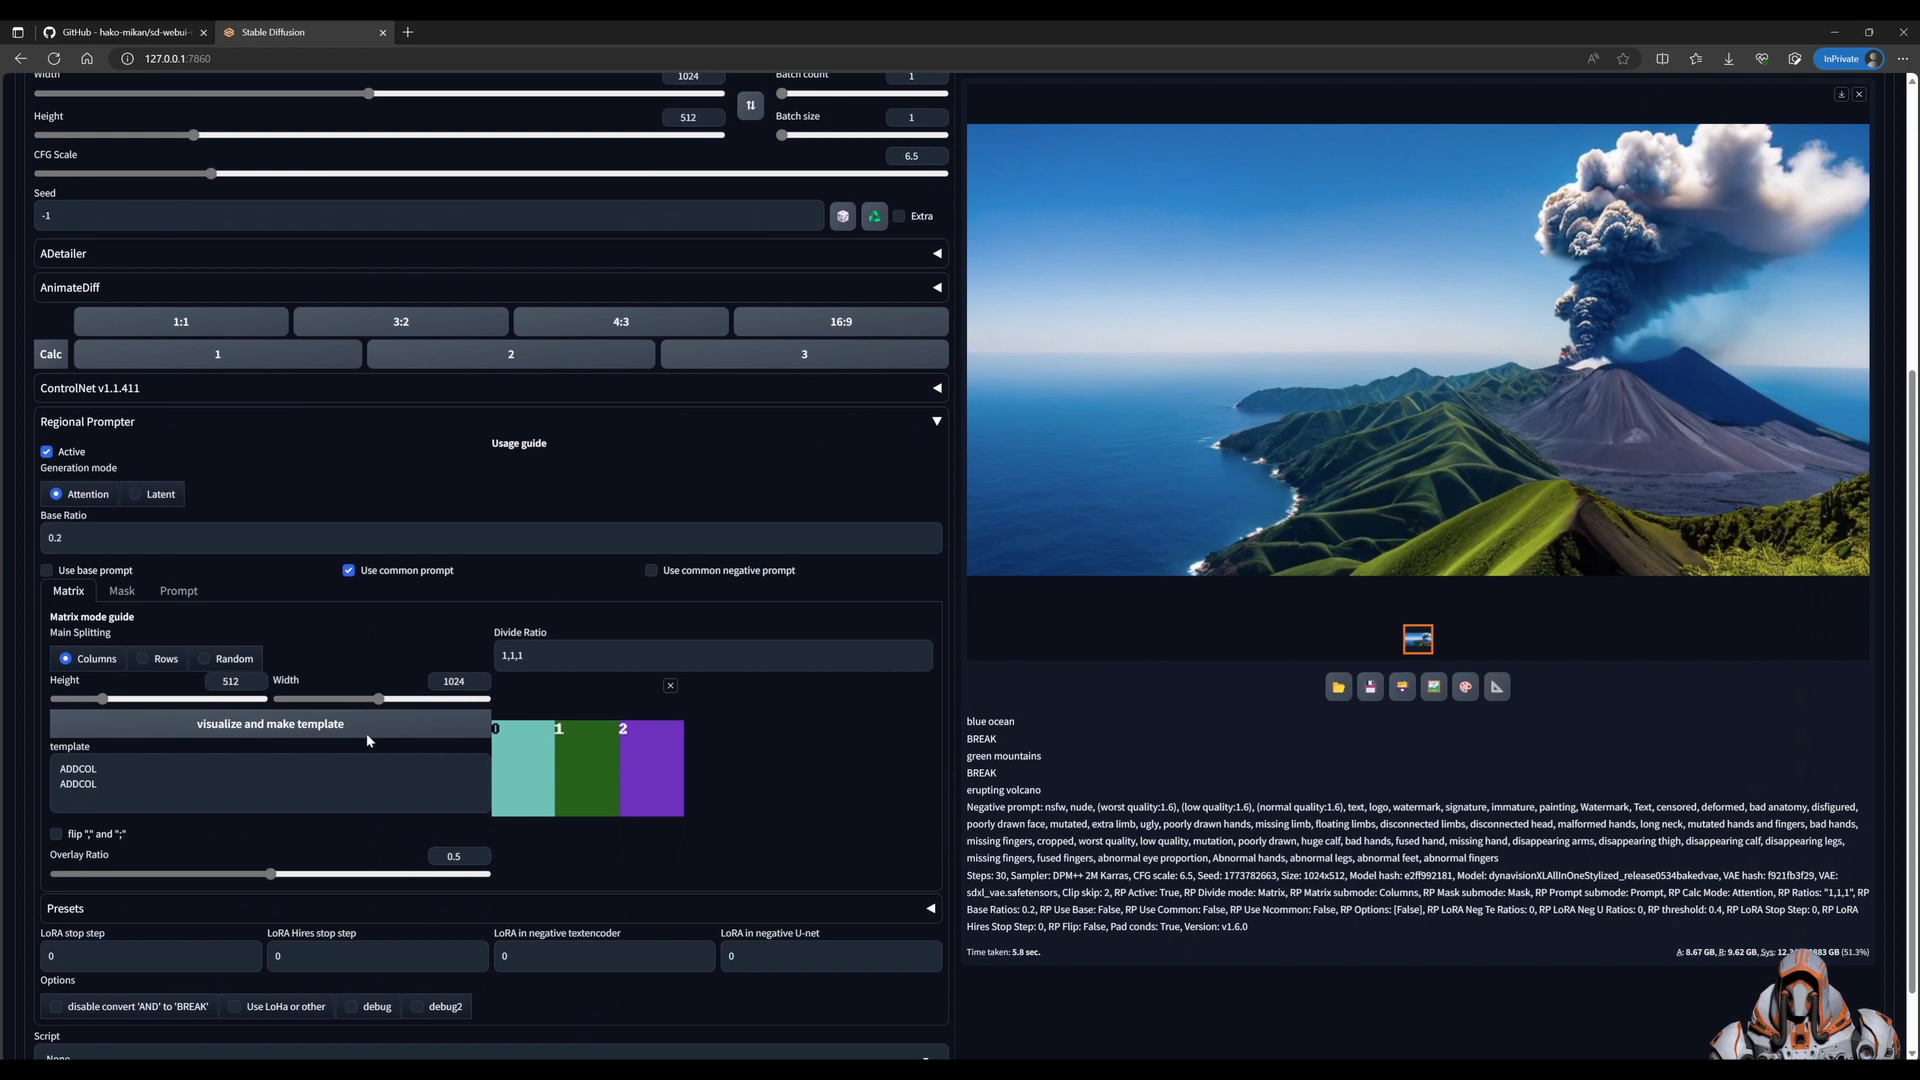 GitHub - hako-mikan/sd-webui-
Stable Diffusion
127.0.0.1:7860
InPrivate
Width
1024
Batch count
1
Height
512
Batch size
1
CFG Scale
6.5
Seed
-1
Extra
ADetailer
AnimateDiff
1:1
3:2
4:3
16:9
Calc
1
2
3
ControlNet v1.1.411
Regional Prompter
Active
Usage guide
Generation mode
Attention
Latent
Base Ratio
0.2
Use base prompt
Use common prompt
Use common negative prompt
Matrix
Mask
Prompt
Matrix mode guide
Main Splitting
Columns
Rows
Random
Divide Ratio
1,1,1
Height
512
Width
1024
visualize and make template
template
ADDCOL
ADDCOL
0
1
2
flip "," and ";"
Overlay Ratio
0.5
Presets
LoRA stop step
LoRA Hires stop step
LoRA in negative textencoder
LoRA in negative U-net
0
0
0
0
Options
disable convert 'AND' to 'BREAK'
Use LoHa or other
debug
debug2
Script
None
blue ocean
BREAK
green mountains
BREAK
erupting volcano
Negative prompt: nsfw, nude, (worst quality:1.6), (low quality:1.6), (normal quality:1.6), text, logo, watermark, signature, immature, painting, Watermark, Text, censored, deformed, bad anatomy, disfigured,
poorly drawn face, mutated, extra limb, ugly, poorly drawn hands, missing limb, floating limbs, disconnected limbs, disconnected head, malformed hands, long neck, mutated hands and fingers, bad hands,
missing fingers, cropped, worst quality, low quality, mutation, poorly drawn, huge calf, bad hands, fused hand, missing hand, disappearing arms, disappearing thigh, disappearing calf, disappearing legs,
missing fingers, fused fingers, abnormal eye proportion, Abnormal hands, abnormal legs, abnormal feet, abnormal fingers
Steps: 30, Sampler: DPM++ 2M Karras, CFG scale: 6.5, Seed: 1773782663, Size: 1024x512, Model hash: e2ff992181, Model: dynavisionXLAllInOneStylized_release0534bakedvae, VAE hash: f921fb3f29, VAE:
sdxl_vae.safetensors, Clip skip: 2, RP Active: True, RP Divide mode: Matrix, RP Matrix submode: Columns, RP Mask submode: Mask, RP Prompt submode: Prompt, RP Calc Mode: Attention, RP Ratios: "1,1,1", RP
Base Ratios: 0.2, RP Use Base: False, RP Use Common: False, RP Use Ncommon: False, RP Options: [False], RP LoRA Neg Te Ratios: 0, RP LoRA Neg U Ratios: 0, RP threshold: 0.4, RP LoRA Stop Step: 0, RP LoRA
Hires Stop Step: 0, RP Flip: False, Pad conds: True, Version: v1.6.0
Time taken: 5.8 sec.
A: 8.67 GB, R: 9.62 GB, Sys: 12. 883 GB (51.3%)